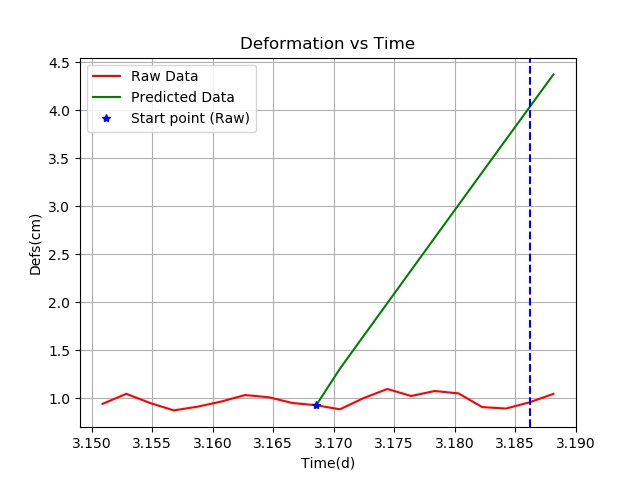 Deformation vs Time
Raw Data
Predicted Data
Start point (Raw)
4.5
4.0
3.5
3.0
2.5
2.0
1.5
1.0
Defs(cm)
3.150 3.155 3.160 3.165 3.170 3.175 3.180 3.185 3.190
Time(d)